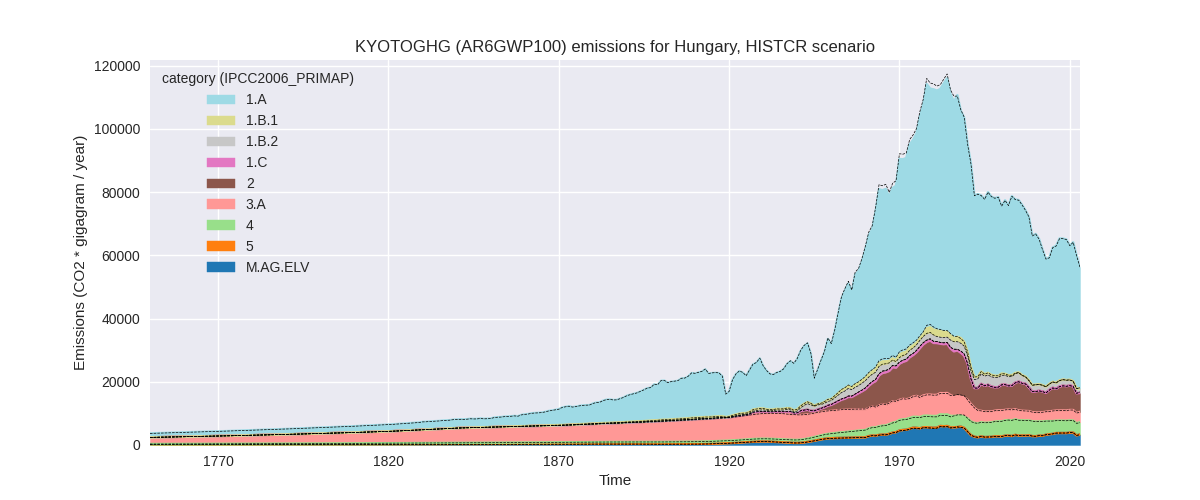 KYOTOGHG (AR6GWP100) emissions for Hungary, HISTCR scenario
Emissions (CO2 * gigagram / year)
120000
100000
80000
60000
40000
20000
0
category (IPCC2006_PRIMAP)
1.A
1.B.1
1.B.2
1.C
2
3.A
4
5
M.AG.ELV
1770
1820
1870
1920
1970
2020
Time